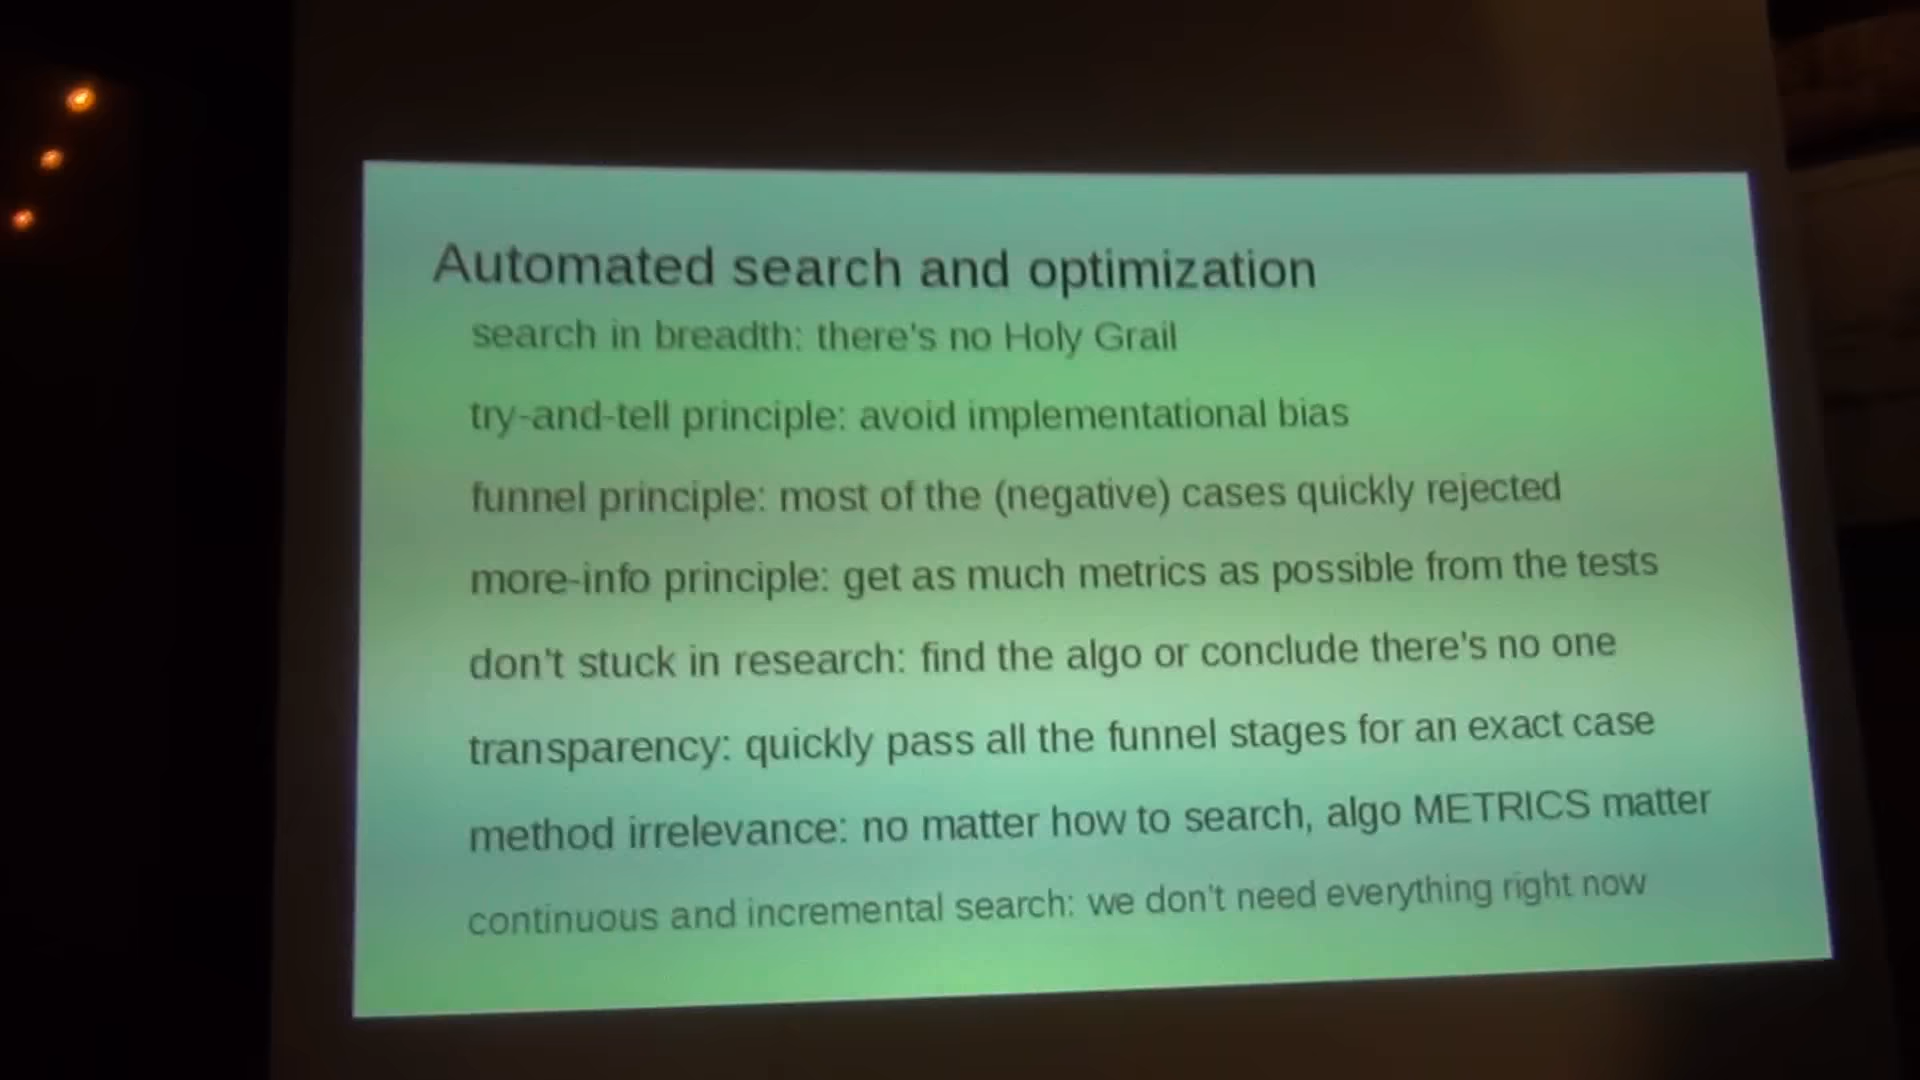 Automated search and optimization
search in breadth: there's no Holy Grail
try-and-tell principle: avoid implementational bias
funnel principle: most of the (negative) cases quickly rejected
more-info principle: get as much metrics as possible from the tests
don't stuck in research: find the algo or conclude there's no one
transparency: quickly pass all the funnel stages for an exact case
method irrelevance: no matter how to search, algo METRICS matter
continuous and incremental search: we don't need everything right now